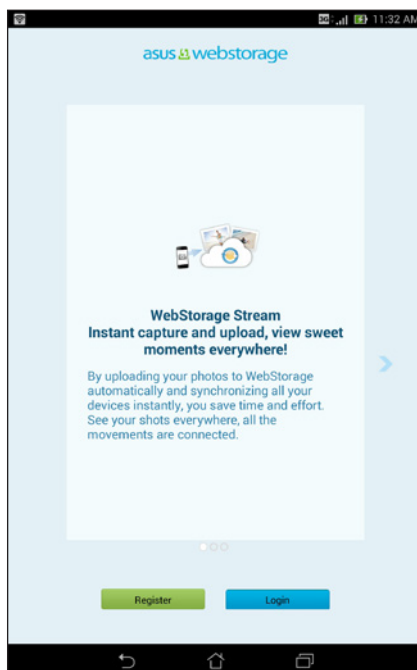 3G 11:32 AM
asus webstorage
WebStorage Stream
Instant capture and upload, view sweet
moments everywhere!
By uploading your photos to WebStorage
automatically and synchronizing all your
devices instantly, you save time and effort.
See your shots everywhere, all the
movements are connected.
Register Login